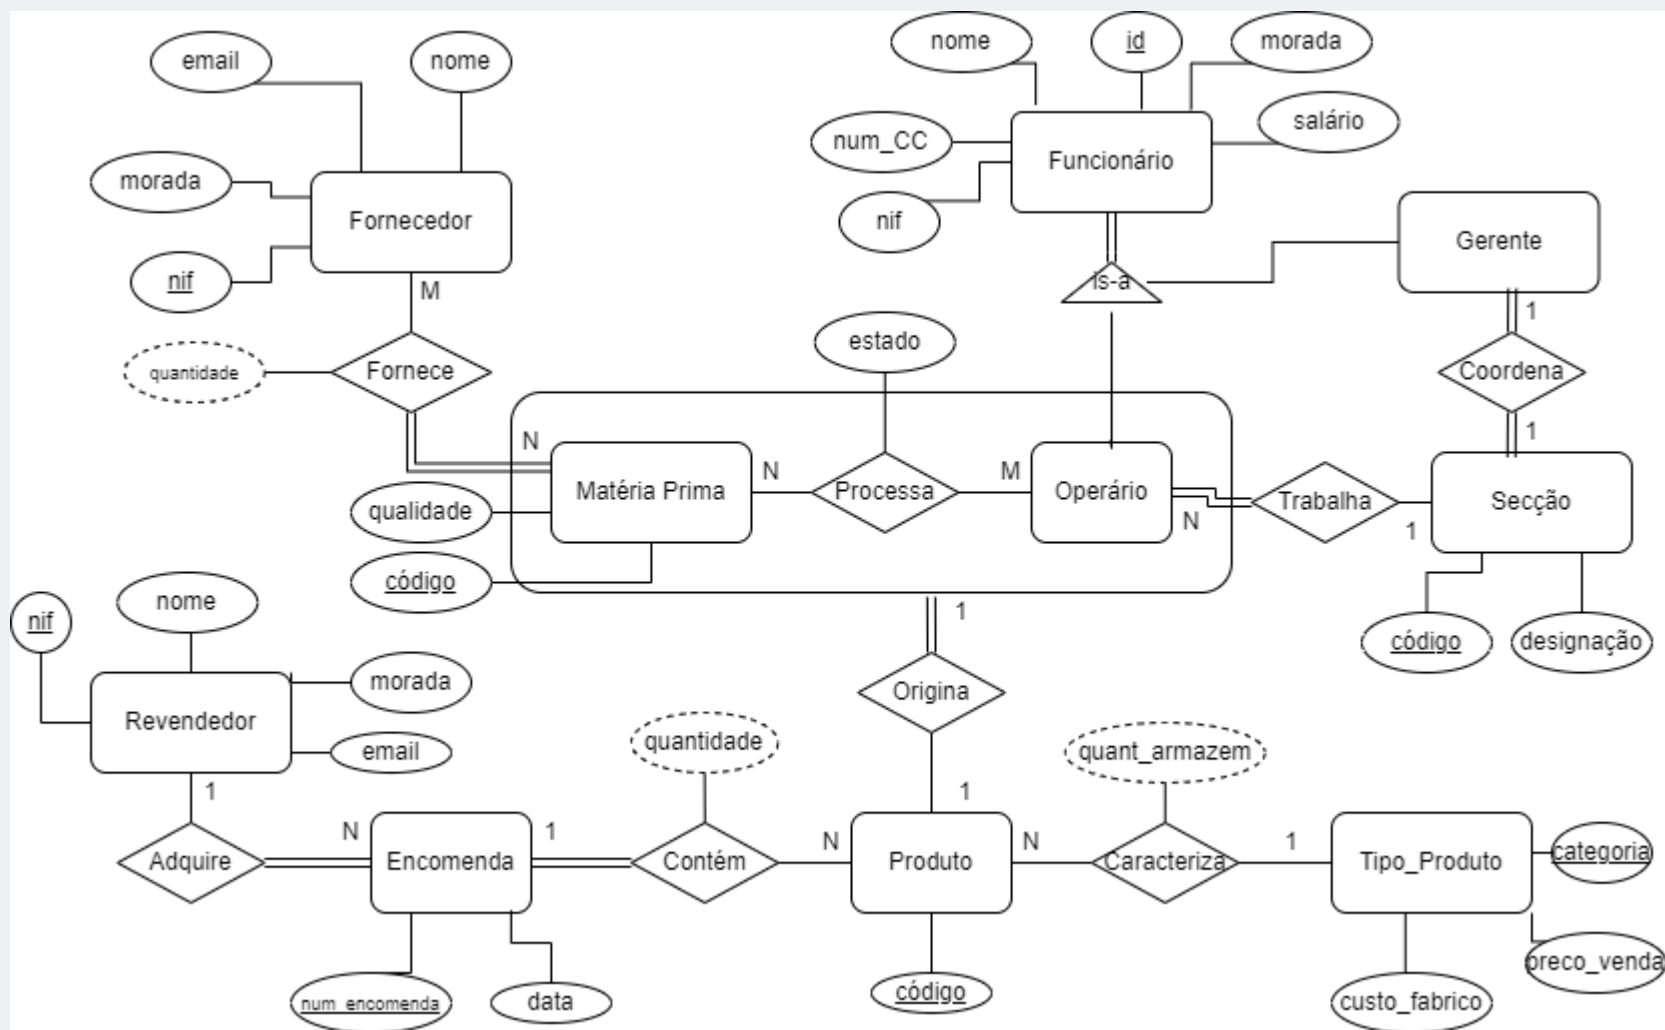 nome
id
morada
email
nome
salário
num_CC
Funcionário
morada
nif
Fornecedor
Gerente
nif
M
is-a
1
estado
quantidade
Fornece
Coordena
N
1
Matéria Prima
N
Processa
M
Operário
N
Trabalha
1
Secção
qualidade
código
nif
nome
1
código
designação
morada
Revendedor
Origina
email
quantidade
quant_armazem
1
1
N
1
N
N
1
Adquire
Encomenda
Contém
Produto
Caracteriza
Tipo_Produto
categoria
preco_venda
num_encomenda
data
código
custo_fabrico